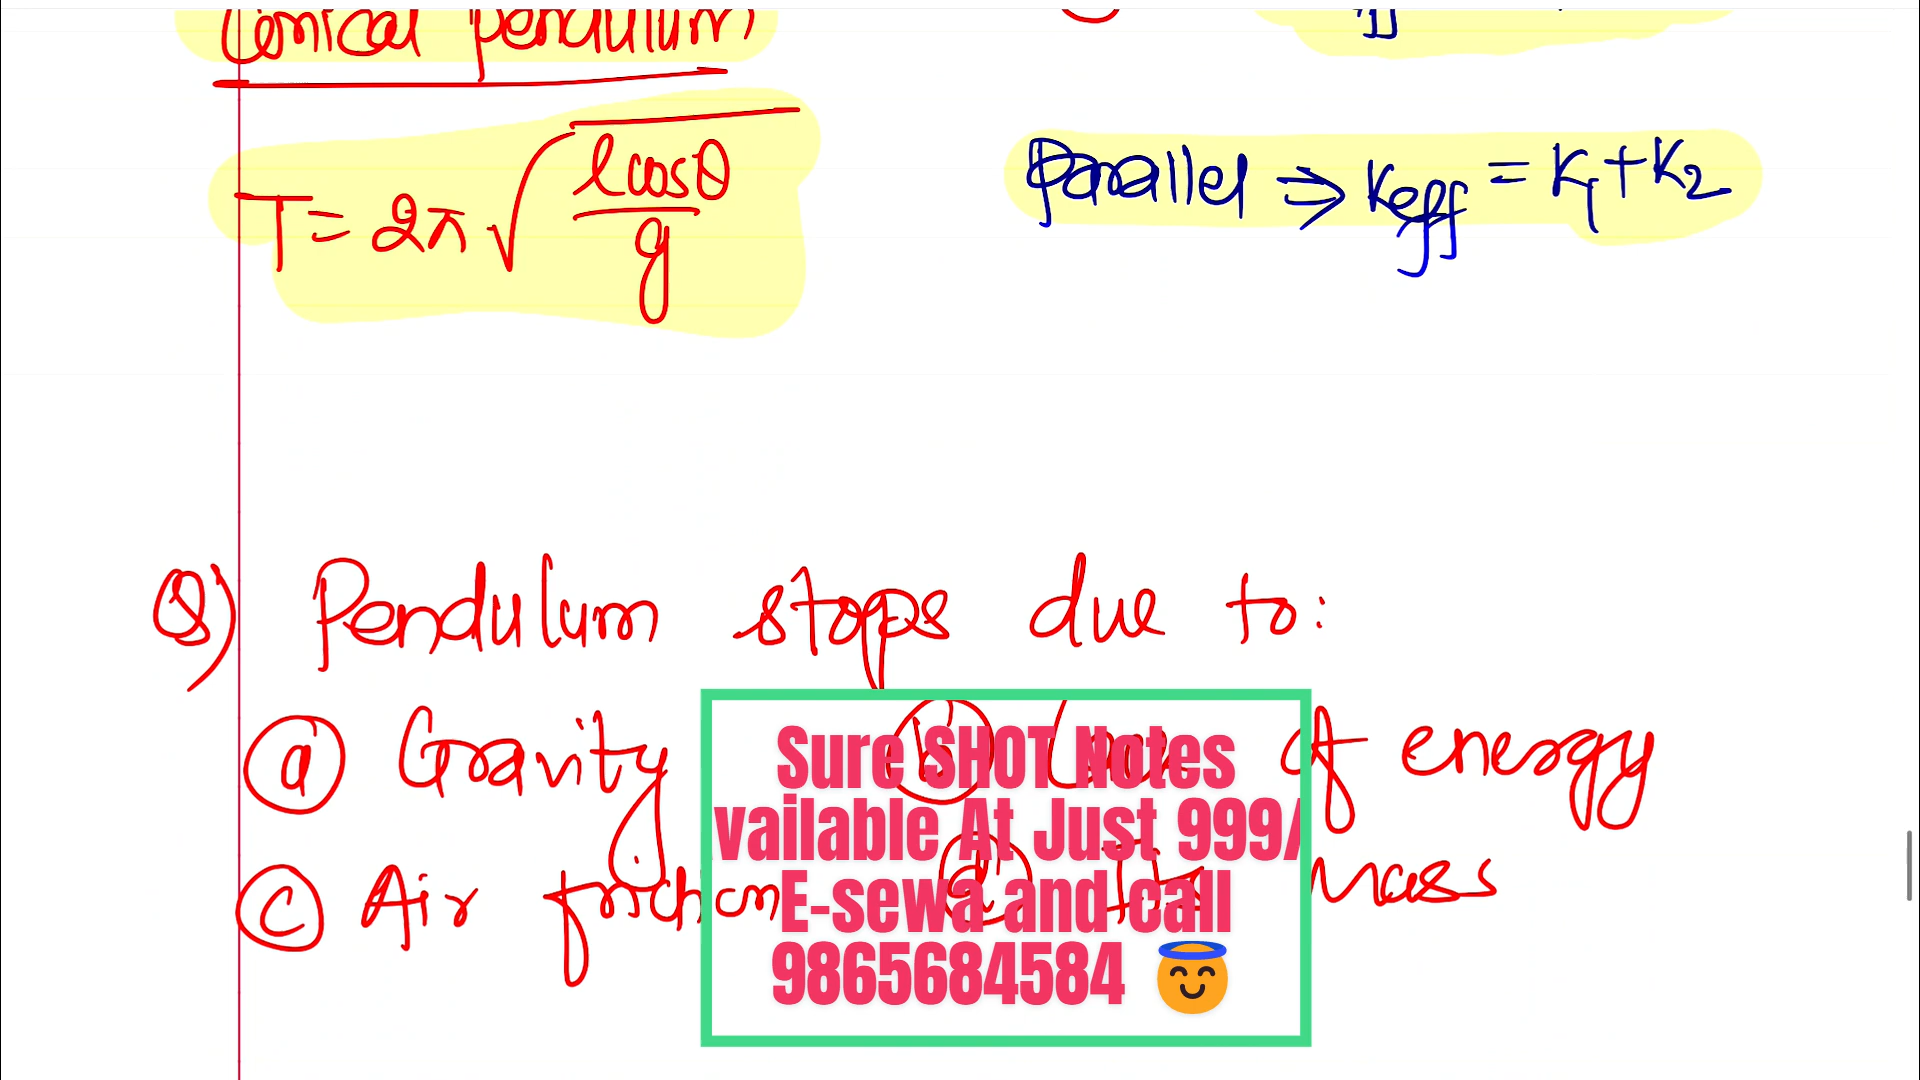 Conical pendulum
T = 2π √(l cosθ / g)
Parallel ⇒ Keff = K1 + K2
Q) Pendulum stops due to:
a Gravity b of energy
c Air friction d Its mass
Sure SHOT Notes
vailable At Just 999/
E-sewa and call
9865684584 😇